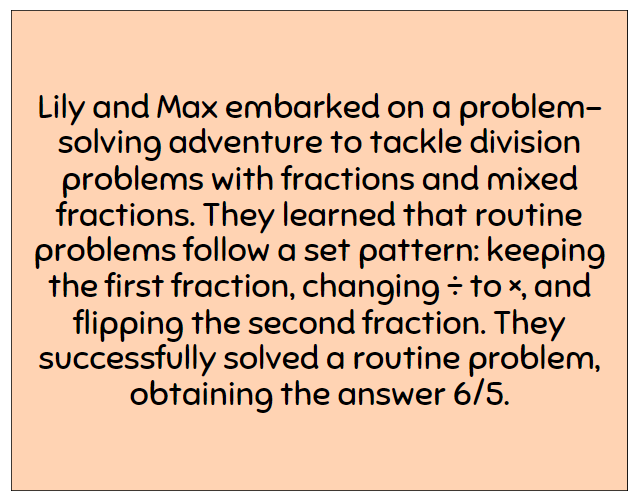 Lily and Max embarked on a problem-
solving adventure to tackle division
problems with fractions and mixed
fractions. They learned that routine
problems follow a set pattern: keeping
the first fraction, changing ÷ to ×, and
flipping the second fraction. They
successfully solved a routine problem,
obtaining the answer 6/5.